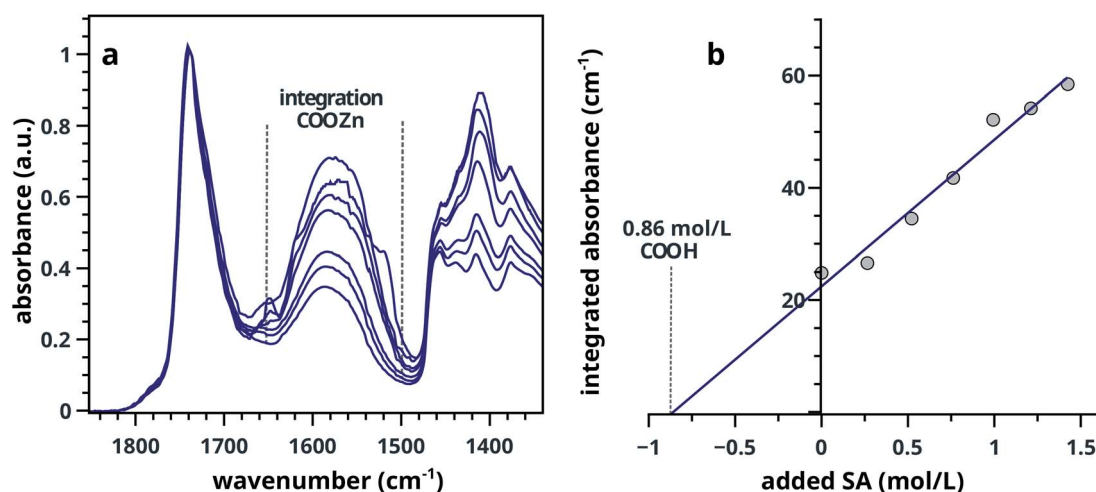 a
integration
COOZn
absorbance (a.u.)
1
0.8
0.6
0.4
0.2
0
1800 1700 1600 1500 1400
wavenumber (cm⁻¹)
b
integrated absorbance (cm⁻¹)
60
40
20
0.86 mol/L
COOH
−1 −0.5 0 0.5 1 1.5
added SA (mol/L)